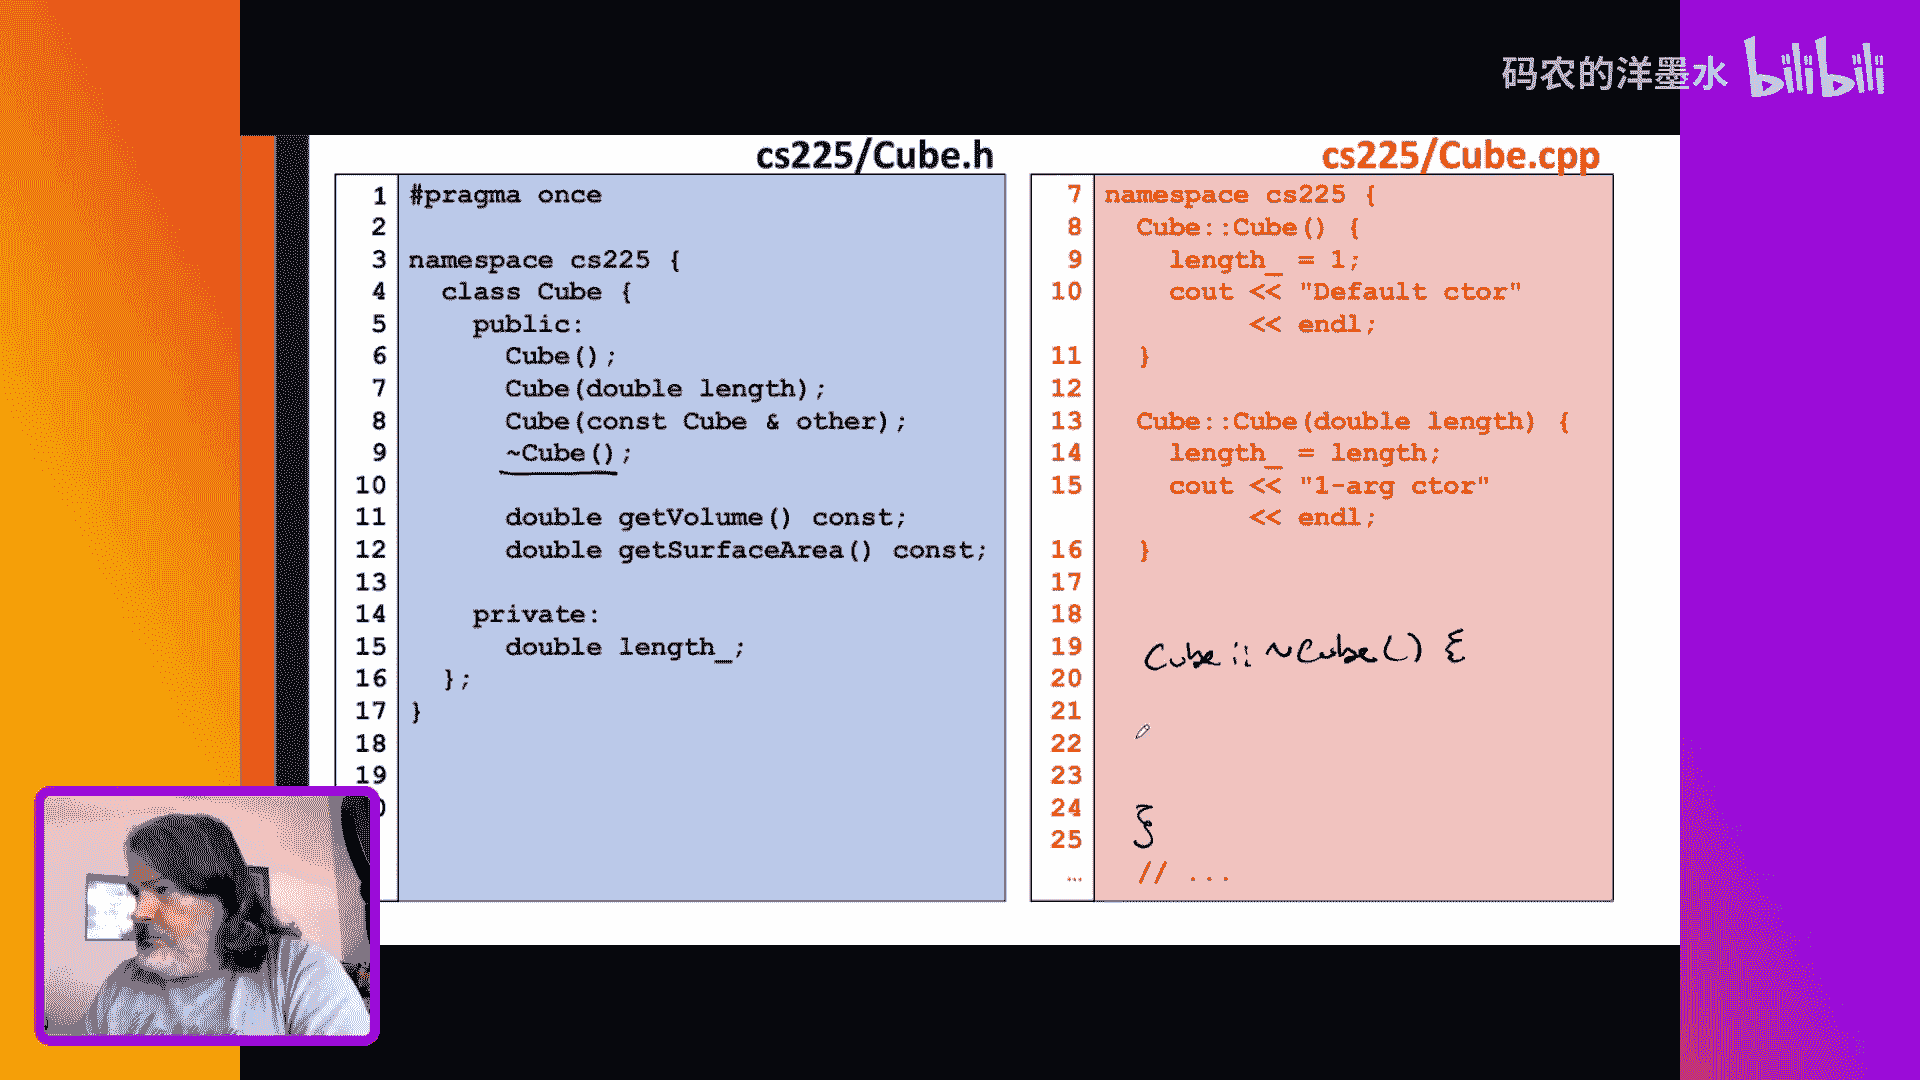 码农的洋墨水 bilibili
cs225/Cube.h
1 #pragma once
2
3 namespace cs225 {
4 class Cube {
5 public:
6 Cube();
7 Cube(double length);
8 Cube(const Cube & other);
9 ~Cube();
10
11 double getVolume() const;
12 double getSurfaceArea() const;
13
14 private:
15 double length_;
16 };
17 }
18
19
cs225/Cube.cpp
7 namespace cs225 {
8 Cube::Cube() {
9 length_ = 1;
10 cout << "Default ctor"
<< endl;
11 }
12
13 Cube::Cube(double length) {
14 length_ = length;
15 cout << "1-arg ctor"
<< endl;
16 }
17
18
19 Cube::~Cube() {
20
21
22
23
24 }
25
... // ...